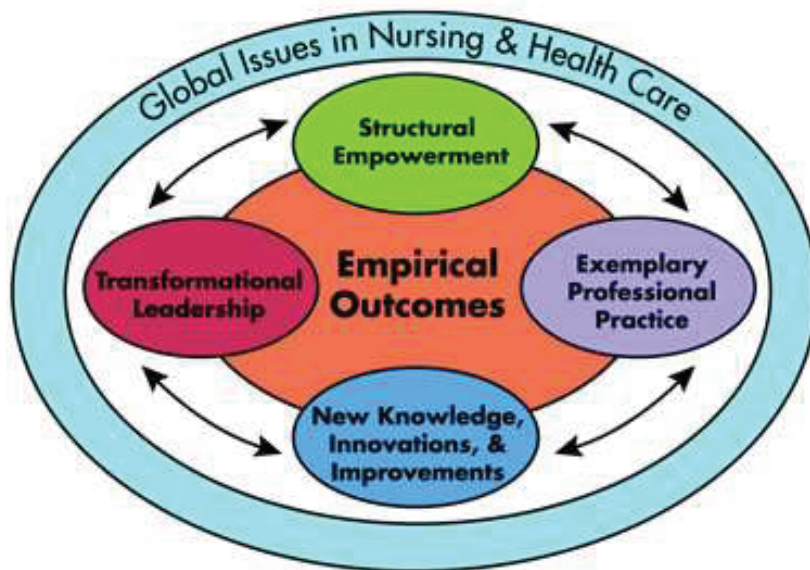 Global Issues in Nursing & Health Care
Structural
Empowerment
Transformational
Leadership
Empirical
Outcomes
Exemplary
Professional
Practice
New Knowledge,
Innovations, &
Improvements